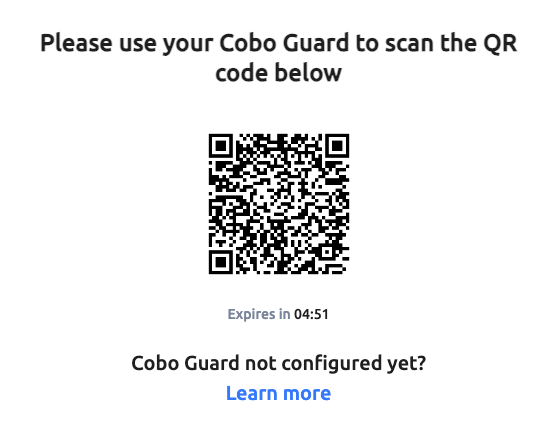 Please use your Cobo Guard to scan the QR
code below
Expires in 04:51
Cobo Guard not configured yet?
Learn more